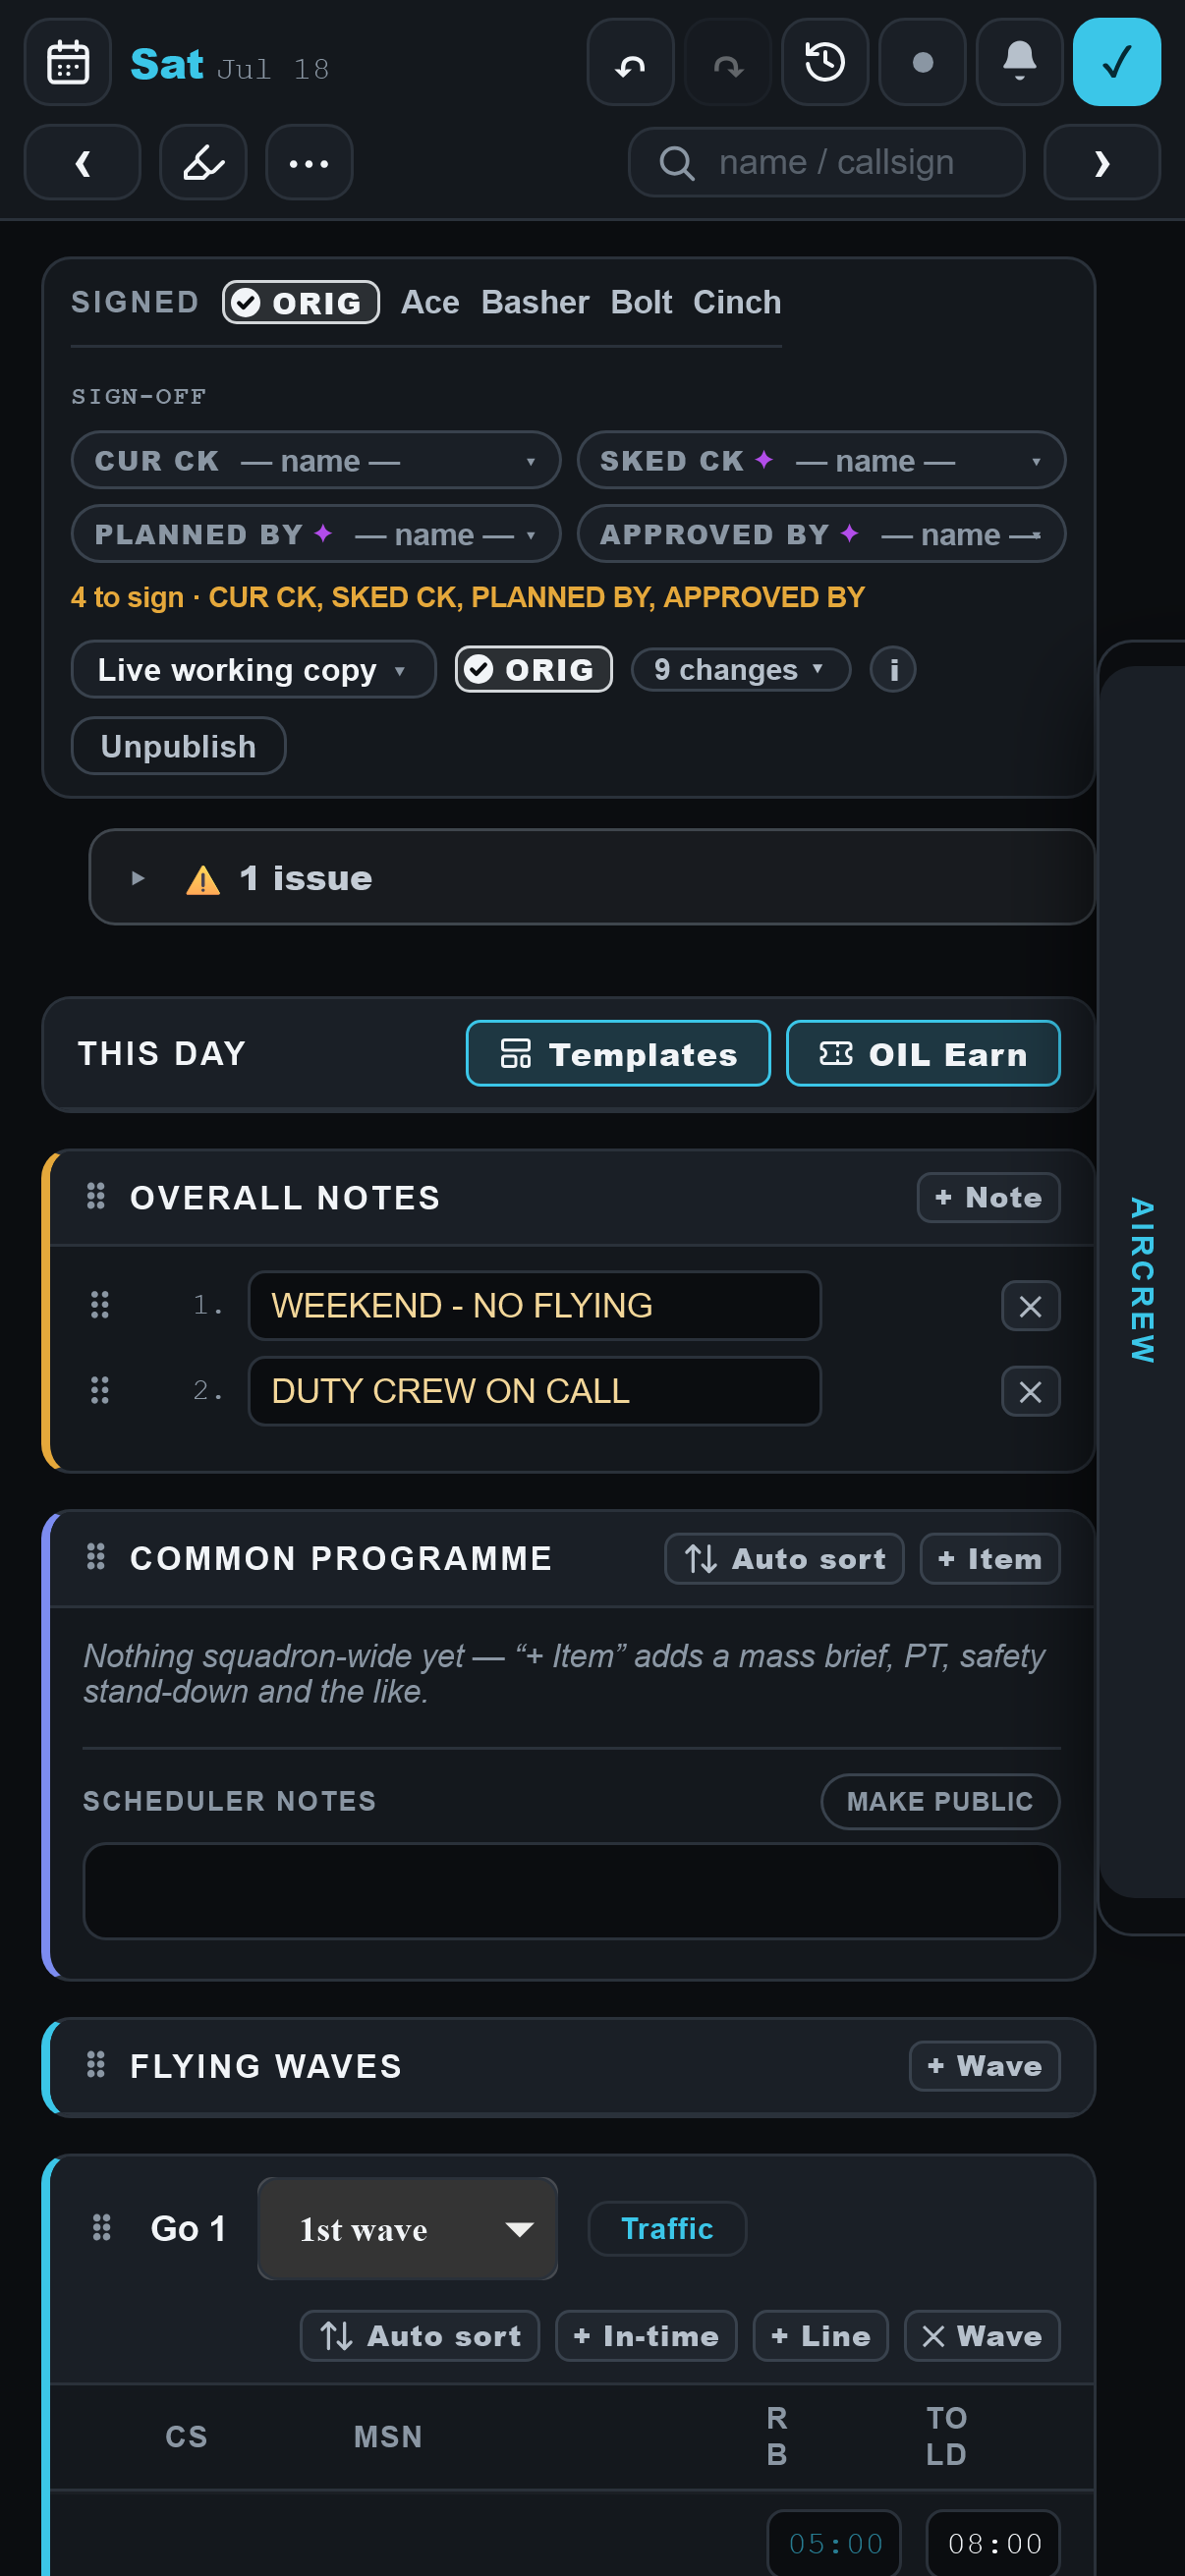 Sat Jul 18
name / callsign
SIGNED ORIG Ace Basher Bolt Cinch
SIGN-OFF
CUR CK — name —
SKED CK — name —
PLANNED BY — name —
APPROVED BY — name —
4 to sign · CUR CK, SKED CK, PLANNED BY, APPROVED BY
Live working copy ORIG 9 changes i
Unpublish
1 issue
THIS DAY Templates OIL Earn
AIRCREW
OVERALL NOTES + Note
1. WEEKEND - NO FLYING
2. DUTY CREW ON CALL
COMMON PROGRAMME Auto sort + Item
Nothing squadron-wide yet — “+ Item” adds a mass brief, PT, safety
stand-down and the like.
SCHEDULER NOTES MAKE PUBLIC
FLYING WAVES + Wave
Go 1 1st wave Traffic
Auto sort + In-time + Line × Wave
CS MSN R TO
B LD
05:00 08:00